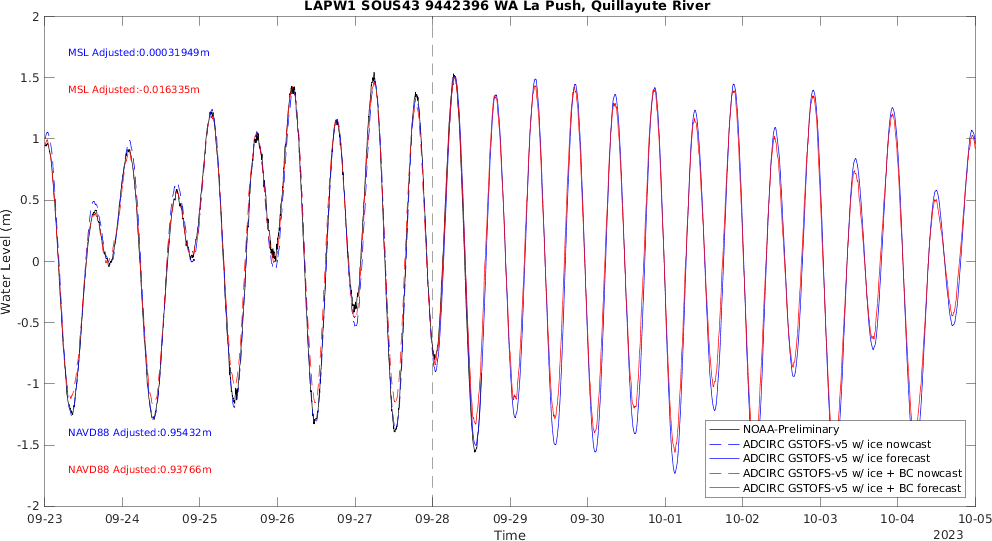 LAPW1 SOUS43 9442396 WA La Push, Quillayute River
Water Level (m)
2
1.5
1
0.5
0
-0.5
-1
-1.5
-2
MSL Adjusted:0.00031949m
MSL Adjusted:-0.016335m
NAVD88 Adjusted:0.95432m
NAVD88 Adjusted:0.93766m
NOAA-Preliminary
ADCIRC GSTOFS-v5 w/ ice nowcast
ADCIRC GSTOFS-v5 w/ ice forecast
ADCIRC GSTOFS-v5 w/ ice + BC nowcast
ADCIRC GSTOFS-v5 w/ ice + BC forecast
09-23 09-24 09-25 09-26 09-27 09-28 09-29 09-30 10-01 10-02 10-03 10-04 10-05
Time
2023